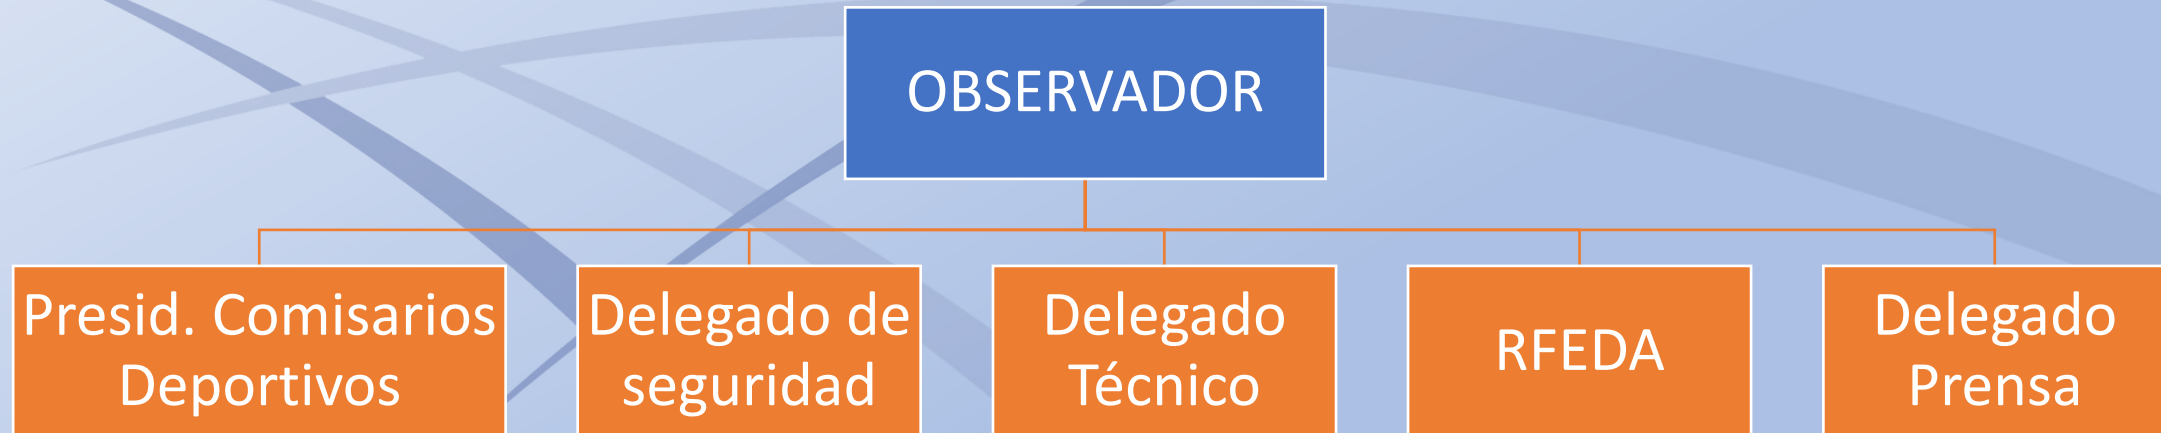 OBSERVADOR
Presid. Comisarios
Deportivos
Delegado de
seguridad
Delegado
Técnico
RFEDA
Delegado
Prensa